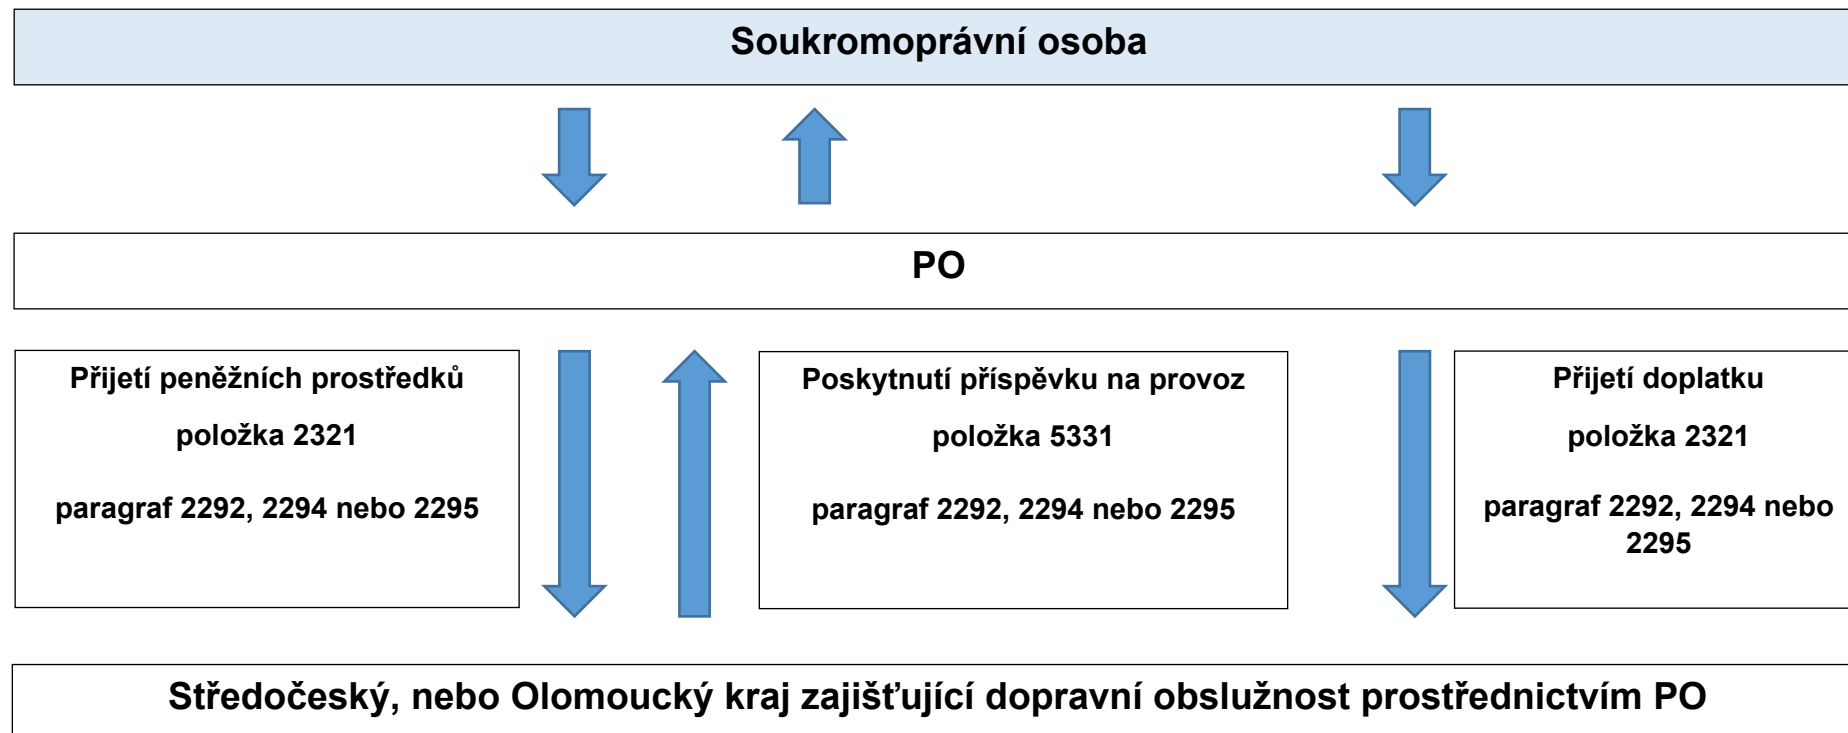 Soukromoprávní osoba
PO
Přijetí peněžních prostředků
položka 2321
paragraf 2292, 2294 nebo 2295
Poskytnutí příspěvku na provoz
položka 5331
paragraf 2292, 2294 nebo 2295
Přijetí doplatku
položka 2321
paragraf 2292, 2294 nebo
2295
Středočeský, nebo Olomoucký kraj zajišťující dopravní obslužnost prostřednictvím PO